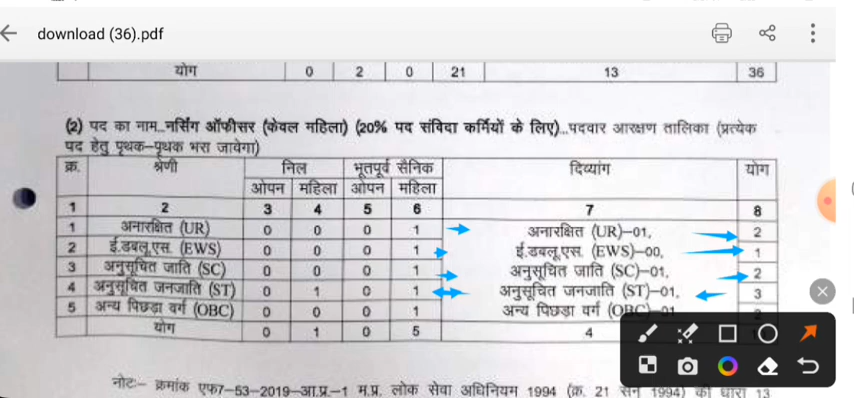 download (36).pdf
योग 0 2 0 21 13 36
(2) पद का नाम..नर्सिंग ऑफीसर (केवल महिला) (20% पद संविदा कर्मियों के लिए)...पदवार आरक्षण तालिका (प्रत्येक
पद हेतु पृथक-पृथक भरा जावेगा)
क्र. श्रेणी निल भूतपूर्व सैनिक दिव्यांग योग
ओपन महिला ओपन महिला
1 2 3 4 5 6 7 8
1 अनारक्षित (UR) 0 0 0 1 अनारक्षित (UR)-01, 2
2 ई.डबलू.एस. (EWS) 0 0 0 1 ई.डबलू.एस. (EWS)-00, 1
3 अनुसूचित जाति (SC) 0 0 0 1 अनुसूचित जाति (SC)-01, 2
4 अनुसूचित जनजाति (ST) 0 1 0 1 अनुसूचित जनजाति (ST)-01, 3
5 अन्य पिछड़ा वर्ग (OBC) 0 0 0 1 अन्य पिछड़ा वर्ग (OBC)-01
योग 0 1 0 5 4
नोटः- क्रमांक एफ7-53-2019-आ.प्र.-1 म.प्र. लोक सेवा अधिनियम 1994 (क्र. 21 सन् 1994) की धारा 13